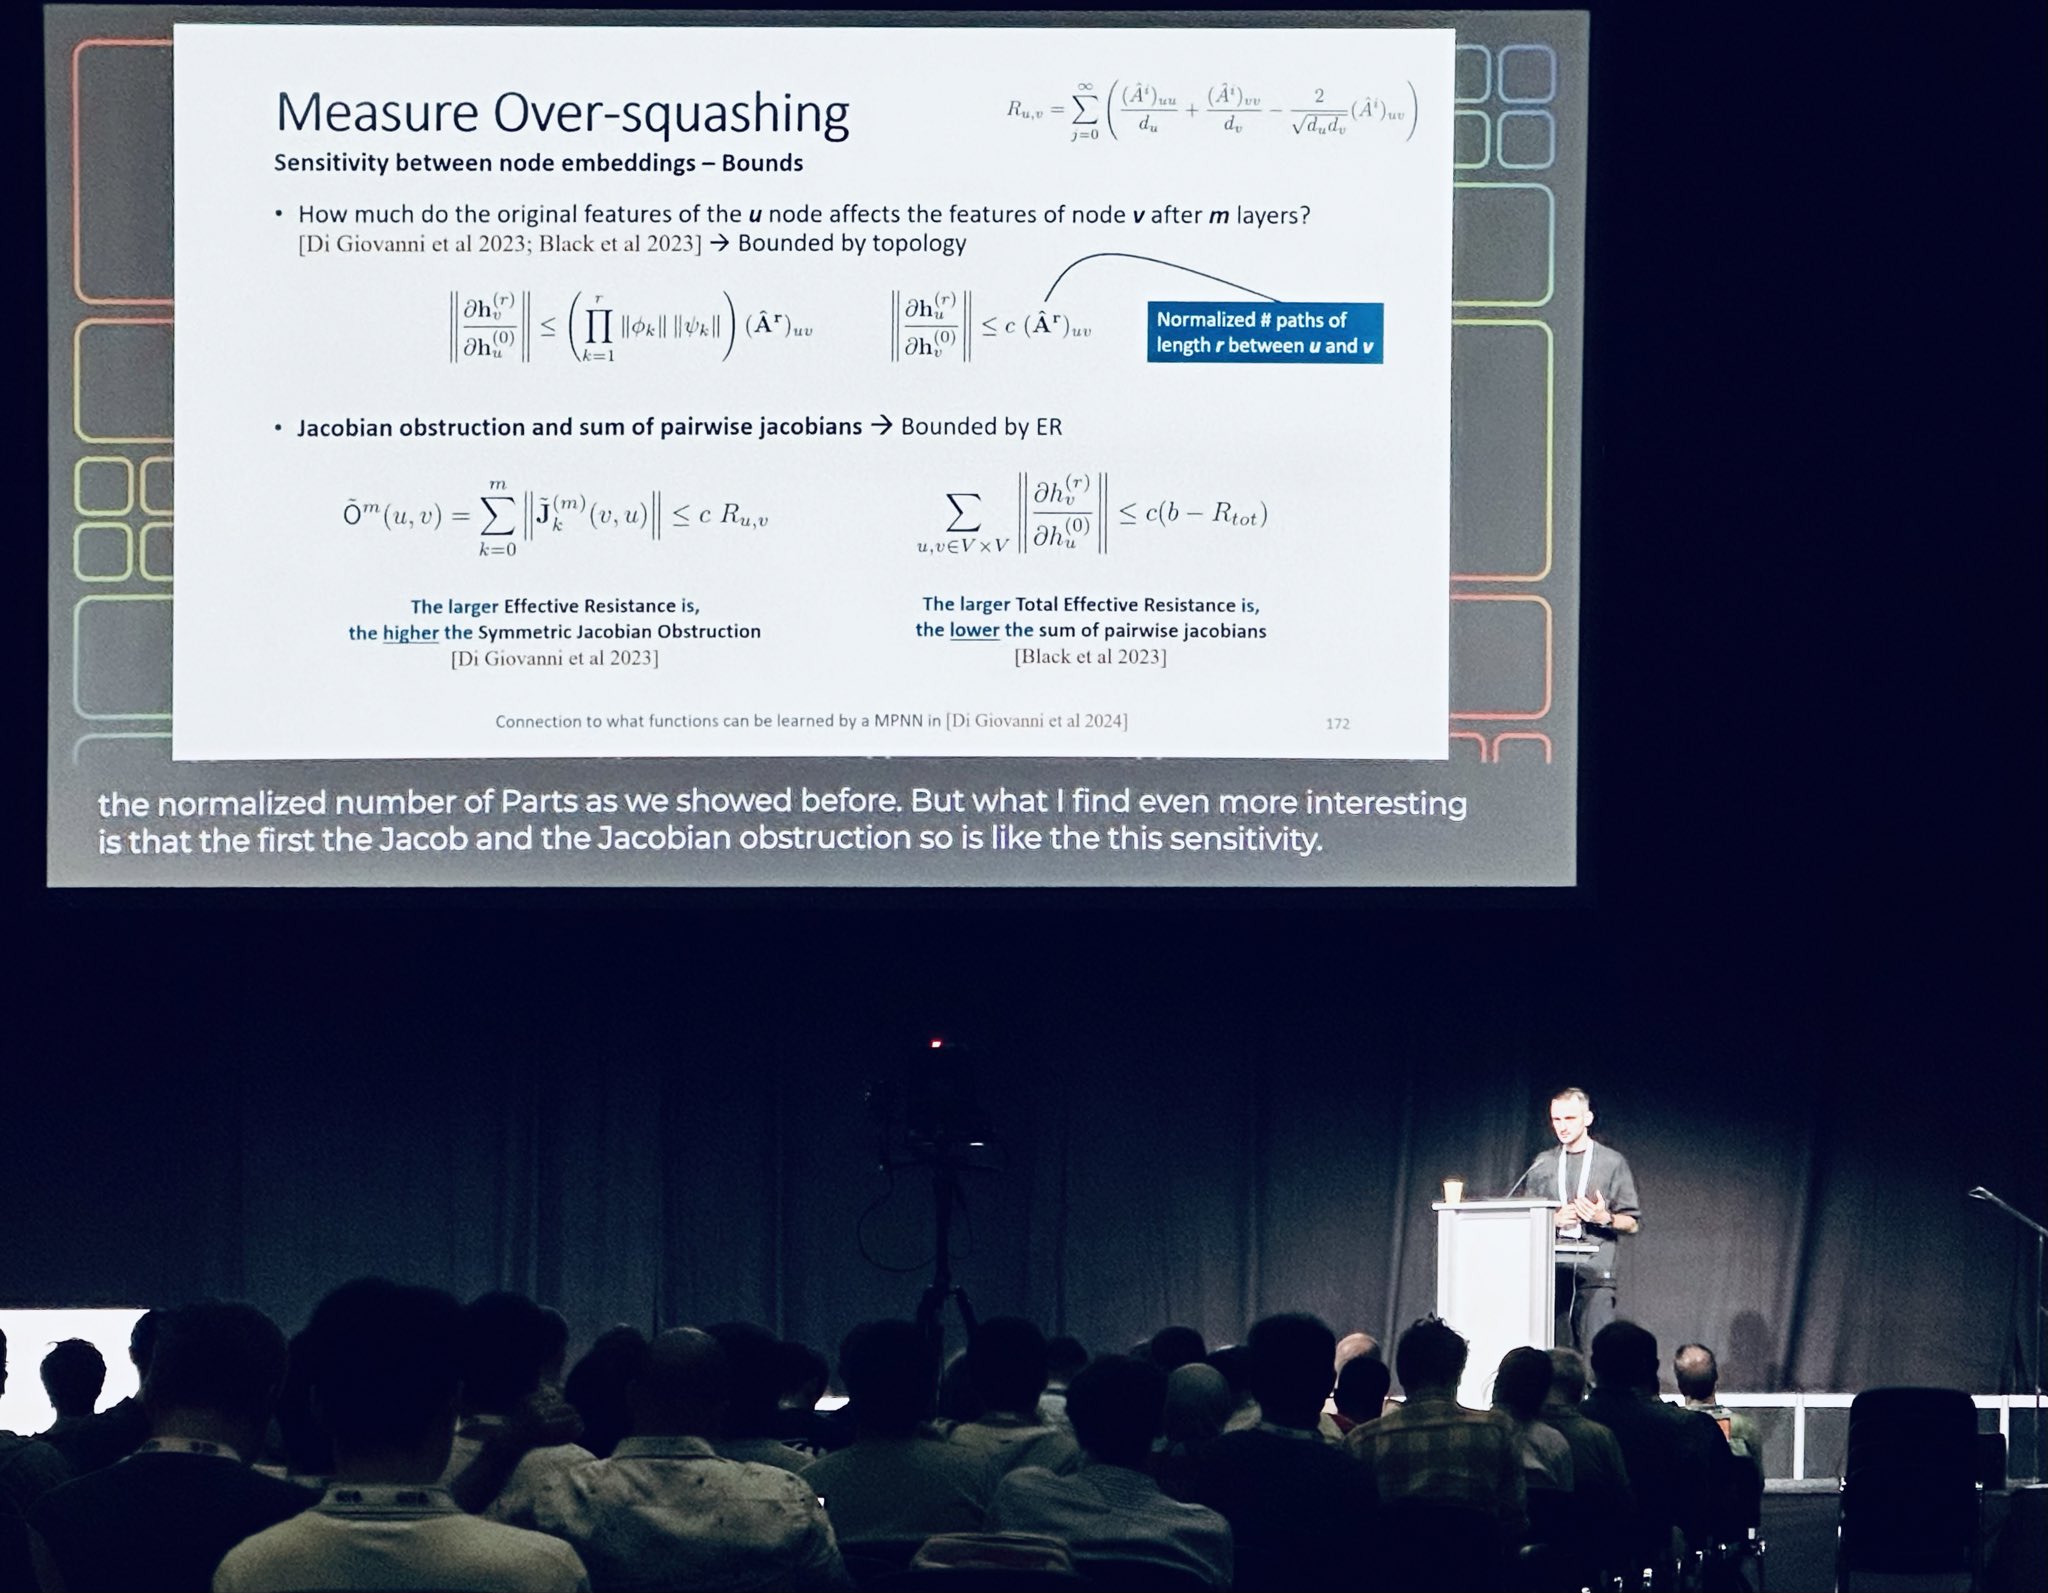 Measure Over-squashing
R_{u,v} = \sum_{j=0}^{\infty} \left( \frac{(\hat{A}^i)_{uu}}{d_u} + \frac{(\hat{A}^i)_{vv}}{d_v} - \frac{2}{\sqrt{d_u d_v}} (\hat{A}^i)_{uv} \right)
Sensitivity between node embeddings – Bounds
• How much do the original features of the u node affects the features of node v after m layers?
[Di Giovanni et al 2023; Black et al 2023] → Bounded by topology
\left\| \frac{\partial \mathbf{h}_v^{(r)}}{\partial \mathbf{h}_u^{(0)}} \right\| \leq \left( \prod_{k=1}^{r} \|\phi_k\| \|\psi_k\| \right) (\hat{\mathbf{A}}^{\mathbf{r}})_{uv}
\left\| \frac{\partial \mathbf{h}_u^{(r)}}{\partial \mathbf{h}_v^{(0)}} \right\| \leq c \, (\hat{\mathbf{A}}^{\mathbf{r}})_{uv}
Normalized # paths of
length r between u and v
• Jacobian obstruction and sum of pairwise jacobians → Bounded by ER
\tilde{\mathrm{O}}^m(u, v) = \sum_{k=0}^{m} \left\| \tilde{\mathbf{J}}_k^{(m)}(v, u) \right\| \leq c \, R_{u,v}
\sum_{u,v \in V \times V} \left\| \frac{\partial h_v^{(r)}}{\partial h_u^{(0)}} \right\| \leq c(b - R_{tot})
The larger Effective Resistance is,
the higher the Symmetric Jacobian Obstruction
[Di Giovanni et al 2023]
The larger Total Effective Resistance is,
the lower the sum of pairwise jacobians
[Black et al 2023]
Connection to what functions can be learned by a MPNN in [Di Giovanni et al 2024]
172
the normalized number of Parts as we showed before. But what I find even more interesting
is that the first the Jacob and the Jacobian obstruction so is like the this sensitivity.